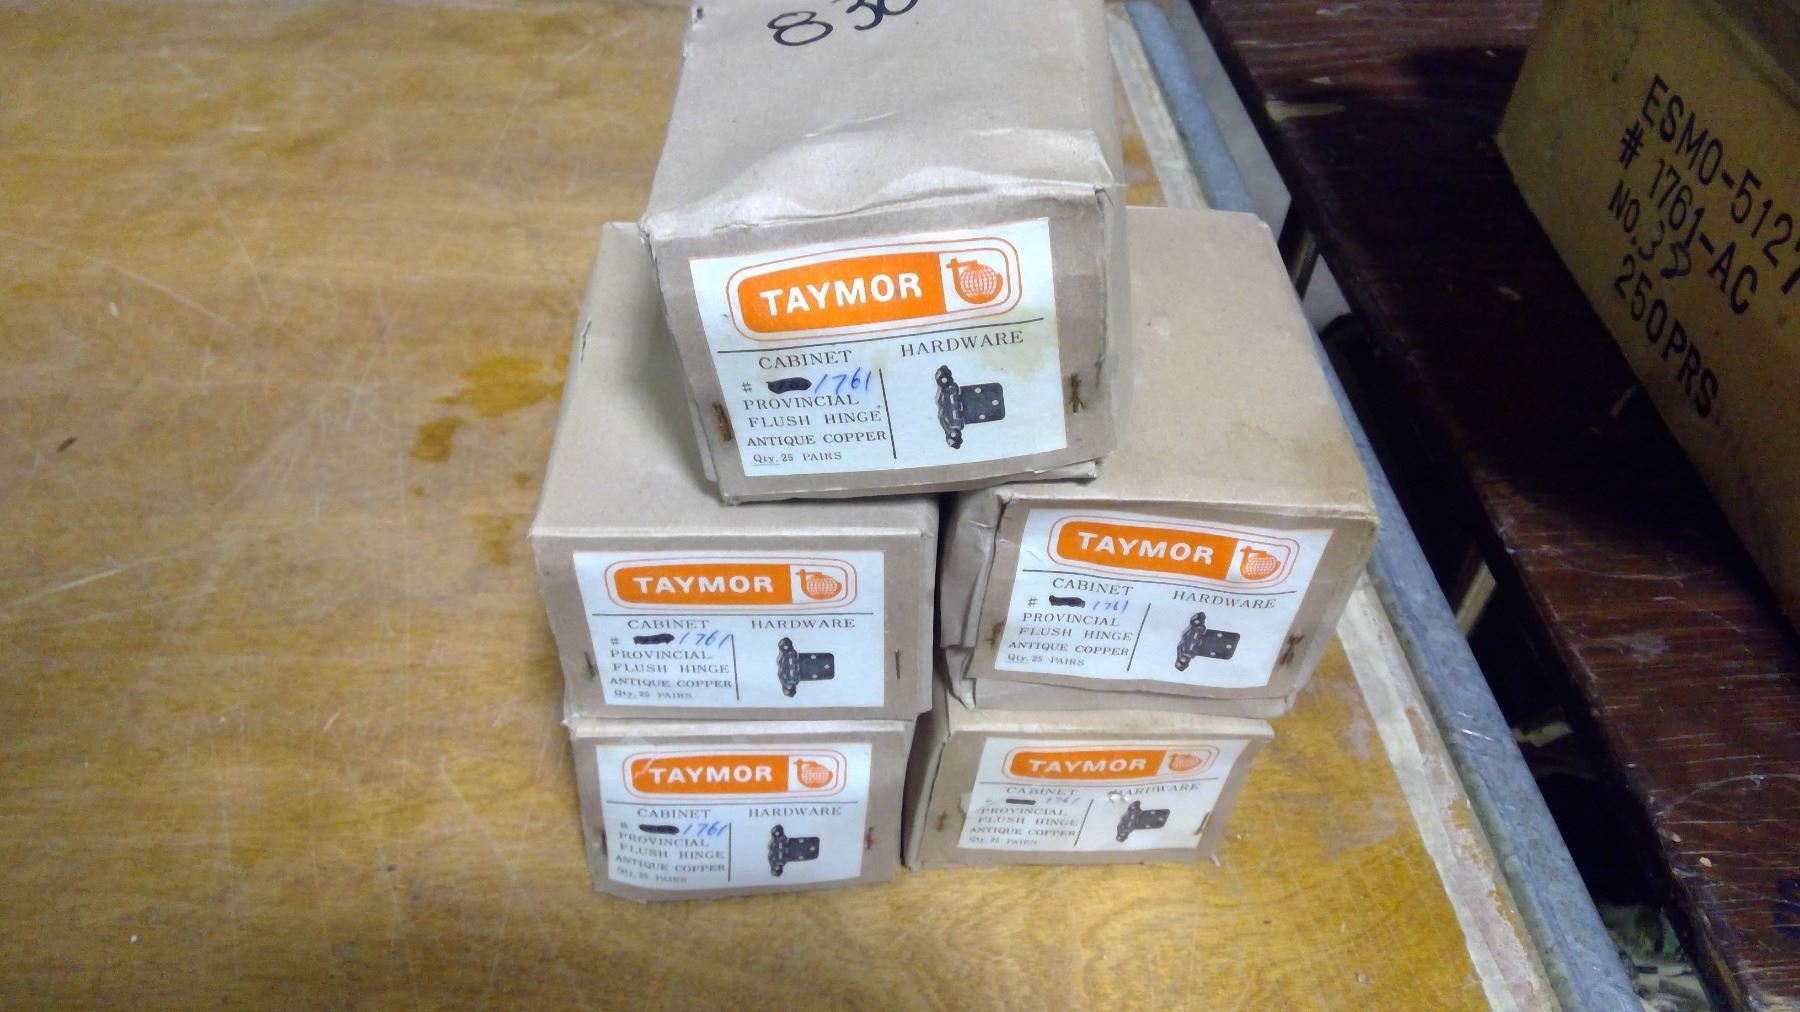 830
TAYMOR
CABINET HARDWARE
# 1761
PROVINCIAL
FLUSH HINGE
ANTIQUE COPPER
Qty. 25 PAIRS
TAYMOR
CABINET HARDWARE
# 1761
PROVINCIAL
FLUSH HINGE
ANTIQUE COPPER
Qty. 25 PAIRS
TAYMOR
CABINET HARDWARE
# 1761
PROVINCIAL
FLUSH HINGE
ANTIQUE COPPER
Qty. 25 PAIRS
TAYMOR
CABINET HARDWARE
# 1761
PROVINCIAL
FLUSH HINGE
ANTIQUE COPPER
Qty. 25 PAIRS
TAYMOR
CABINET HARDWARE
1761
PROVINCIAL
FLUSH HINGE
ANTIQUE COPPER
Qty. 25 PAIRS
ESMO-5127
# 1761-AC
NO. 38
250PRS